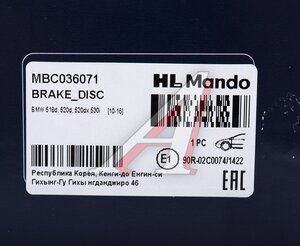 MBC036071
BRAKE_DISC
BMW 518d, 520d, 520dx, 530i [10-16]
HL Mando
1 PC
E1
90R-02C0074/1422
EAC
Республика Корея, Кенги-до Енгин-си
Гихынг-Гу Гихы нгданджиро 46